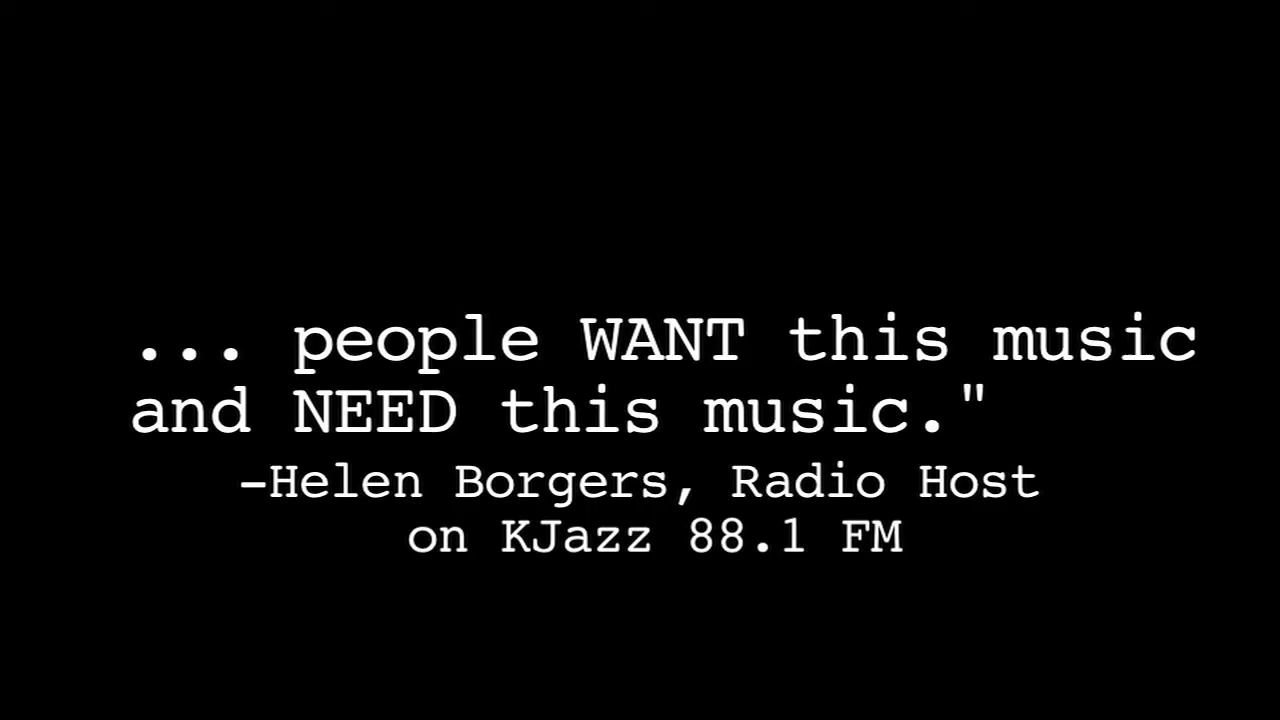 ... people WANT this music
and NEED this music."
-Helen Borgers, Radio Host
on KJazz 88.1 FM